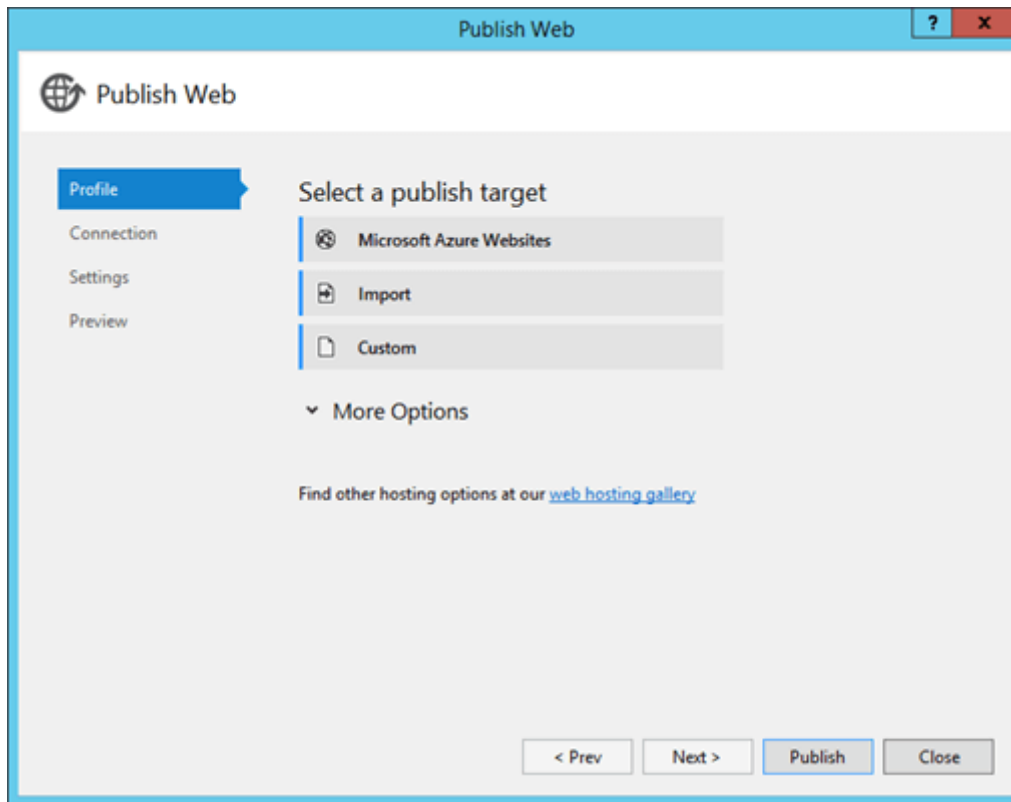 Publish Web
? x
Publish Web
Profile
Connection
Settings
Preview
Select a publish target
Microsoft Azure Websites
Import
Custom
More Options
Find other hosting options at our web hosting gallery
< Prev Next > Publish Close